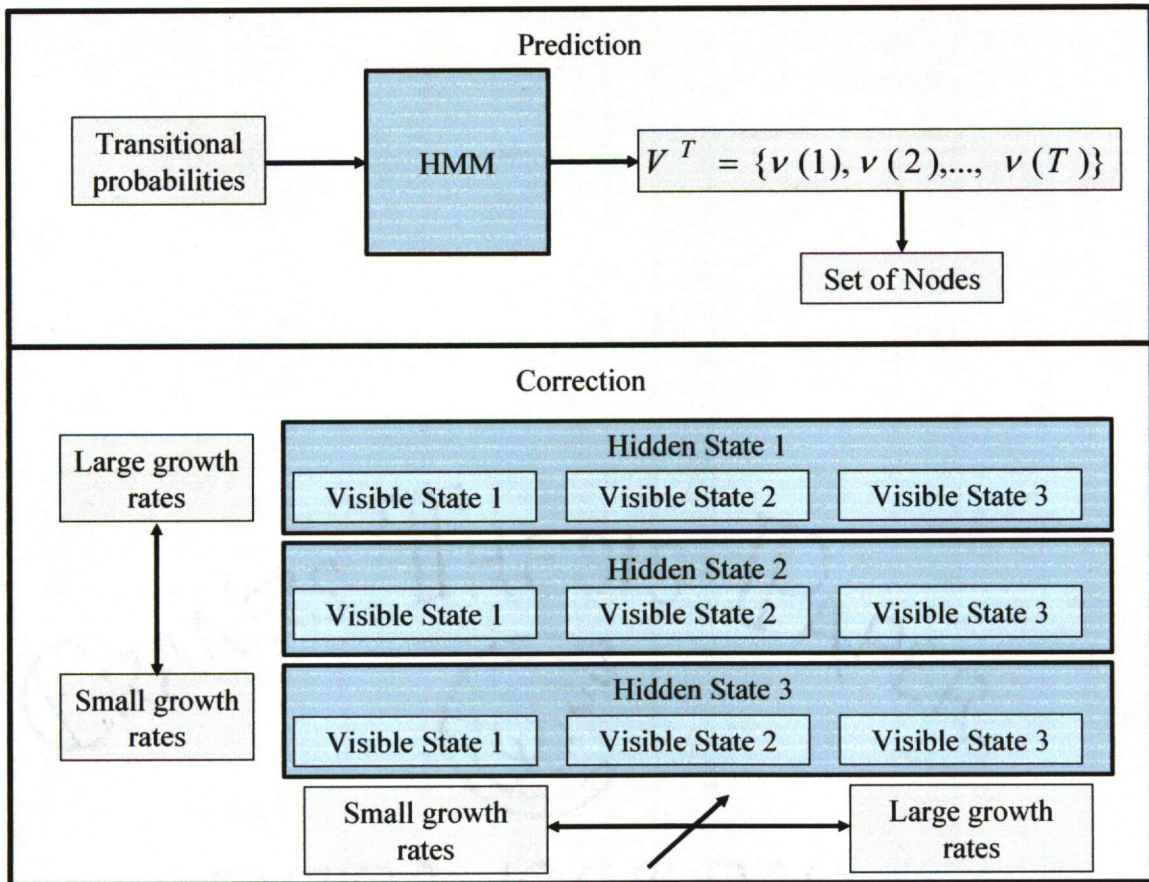 Prediction
Transitional
probabilities
HMM
V^T = {ν(1), ν(2),..., ν(T)}
Set of Nodes
Correction
Large growth
rates
Hidden State 1
Visible State 1
Visible State 2
Visible State 3
Hidden State 2
Visible State 1
Visible State 2
Visible State 3
Small growth
rates
Hidden State 3
Visible State 1
Visible State 2
Visible State 3
Small growth
rates
Large growth
rates